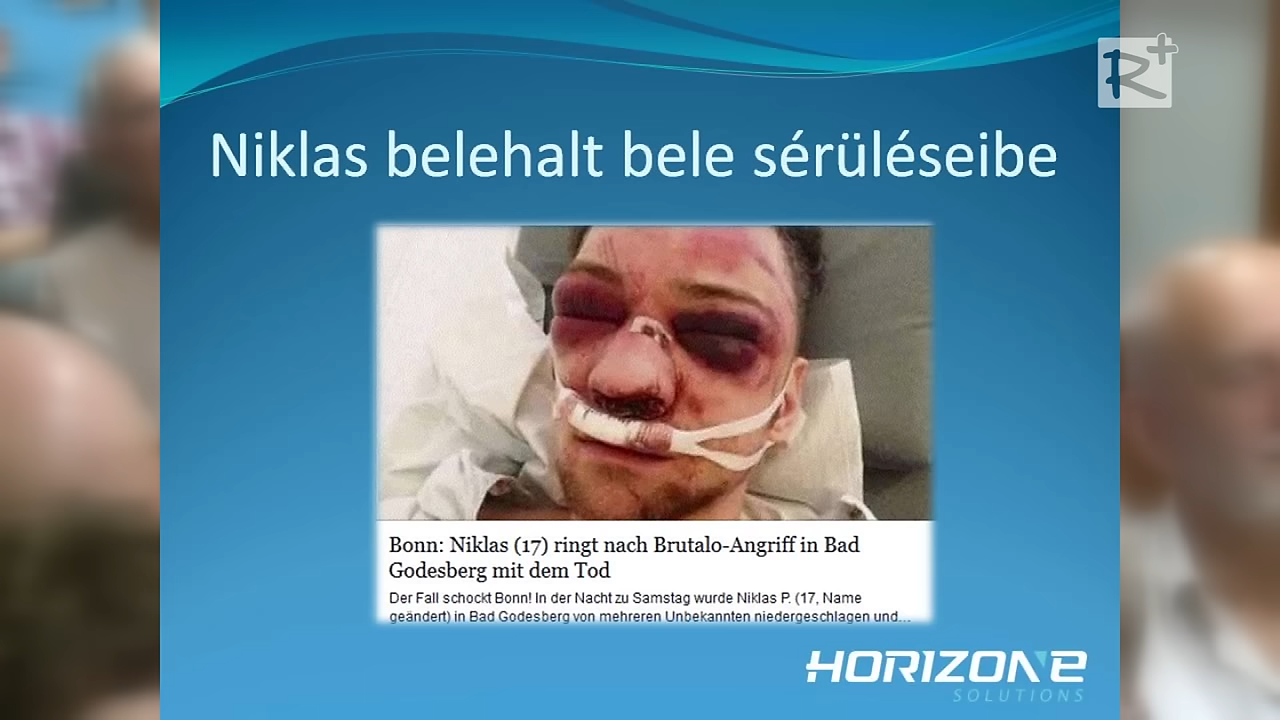 R+
Niklas belehalt bele sérüléseibe
Bonn: Niklas (17) ringt nach Brutalo-Angriff in Bad
Godesberg mit dem Tod
Der Fall schockt Bonn! In der Nacht zu Samstag wurde Niklas P. (17, Name
geändert) in Bad Godesberg von mehreren Unbekannten niedergeschlagen und...
HORIZONE
SOLUTIONS